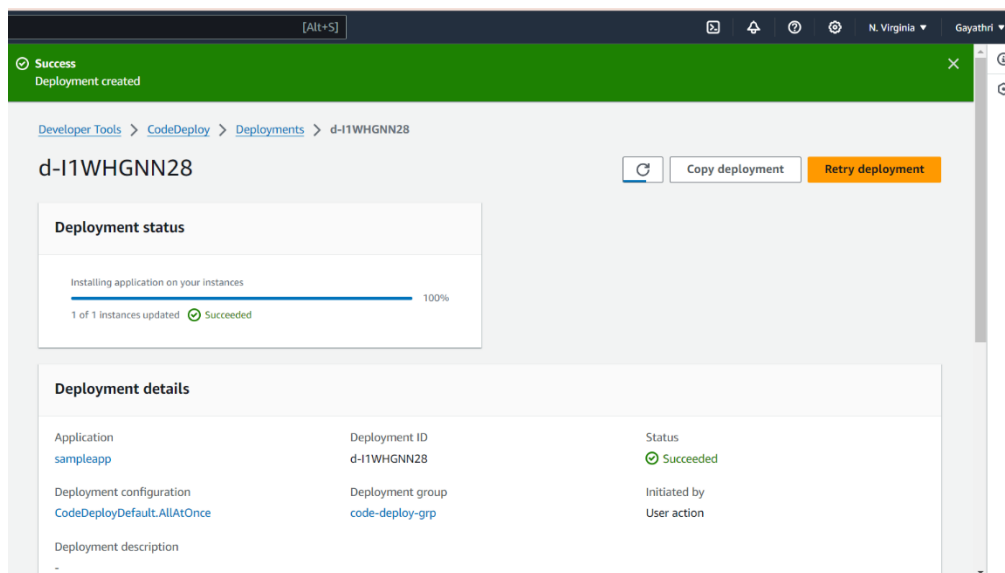 [Alt+S] N. Virginia ▼ Gayathri ▼
Success
Deployment created
Developer Tools > CodeDeploy > Deployments > d-I1WHGNN28
d-I1WHGNN28 Copy deployment Retry deployment
Deployment status
Installing application on your instances
100%
1 of 1 instances updated Succeeded
Deployment details
Application Deployment ID Status
sampleapp d-I1WHGNN28 Succeeded
Deployment configuration Deployment group Initiated by
CodeDeployDefault.AllAtOnce code-deploy-grp User action
Deployment description
-